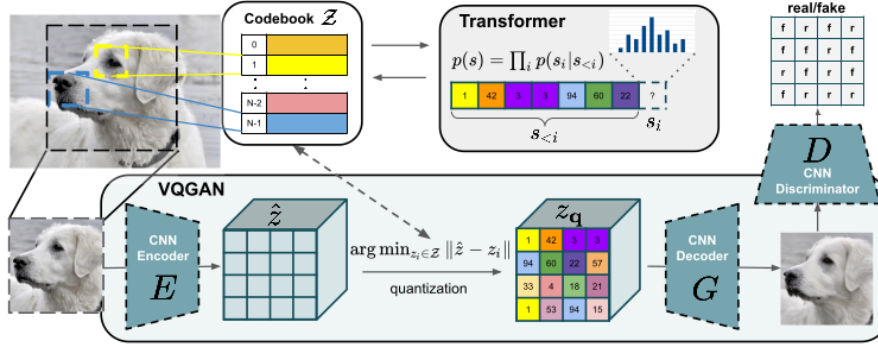 Codebook 𝒵
0
1
⋮ ⋮
N-2
N-1
Transformer
p(s) = ∏ᵢ p(sᵢ|s<ᵢ)
1 42 3 3 94 60 22 ?
s<ᵢ sᵢ
real/fake
f r f f
r r f r
r f r f
f r r r
D
CNN
Discriminator
VQGAN
CNN
Encoder
E
ẑ
arg min_{zᵢ∈𝒵} ‖ẑ − zᵢ‖
quantization
z_q
1 42 3 3
94 60 22 57
33 4 18 21
1 53 94 15
CNN
Decoder
G